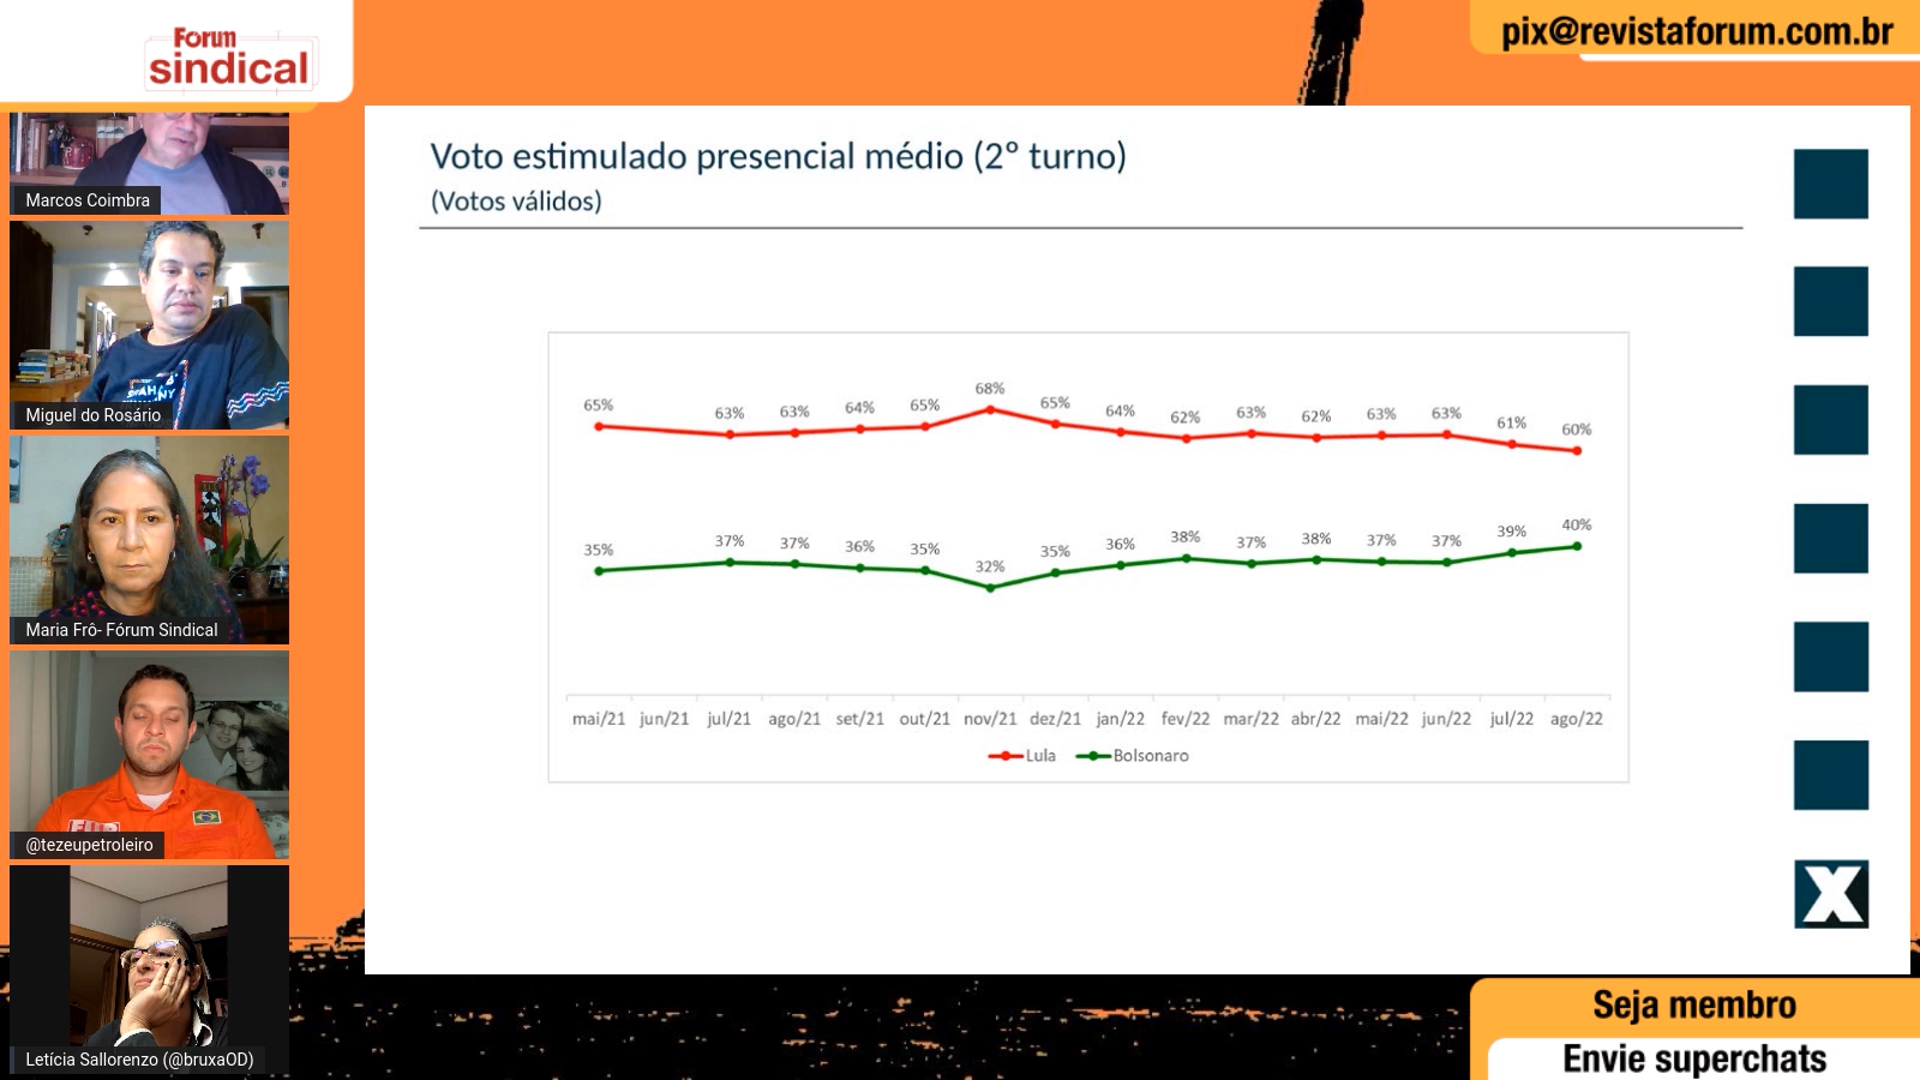 Forum
sindical
pix@revistaforum.com.br
Marcos Coimbra
Miguel do Rosário
Maria Frô- Fórum Sindical
@tezeupetroleiro
Letícia Sallorenzo (@bruxaOD)
Voto estimulado presencial médio (2º turno)
(Votos válidos)
65% 63% 63% 64% 65% 68% 65% 64% 62% 63% 62% 63% 63% 61% 60%
35% 37% 37% 36% 35% 32% 35% 36% 38% 37% 38% 37% 37% 39% 40%
mai/21 jun/21 jul/21 ago/21 set/21 out/21 nov/21 dez/21 jan/22 fev/22 mar/22 abr/22 mai/22 jun/22 jul/22 ago/22
Lula Bolsonaro
X
Seja membro
Envie superchats